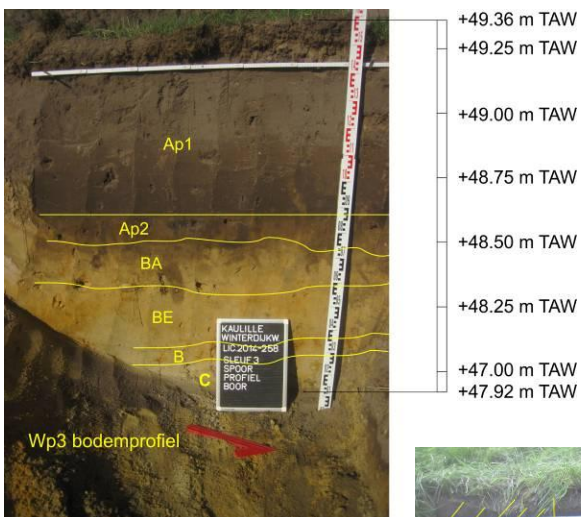 +49.36 m TAW
+49.25 m TAW
+49.00 m TAW
+48.75 m TAW
+48.50 m TAW
+48.25 m TAW
+47.00 m TAW
+47.92 m TAW
Ap1
Ap2
BA
BE
B
C
KAULILLE
WINTERDIJKW
LIC 2014-258
SLEUF 3
SPOOR
PROFIEL
BOOR
Wp3 bodemprofiel